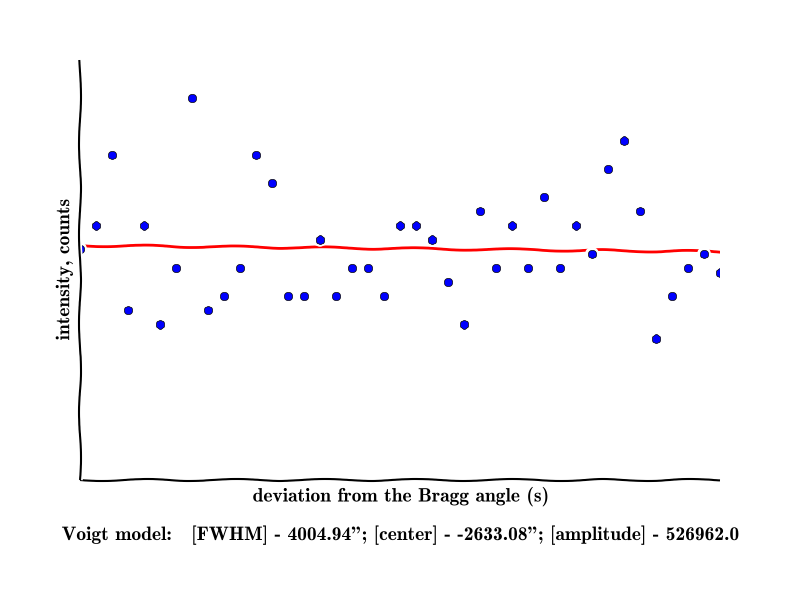 intensity, counts
deviation from the Bragg angle (s)
Voigt model: [FWHM] - 4004.94”; [center] - -2633.08”; [amplitude] - 526962.0